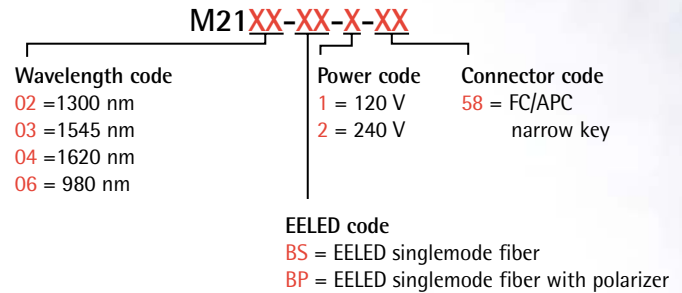 M21XX-XX-X-XX
Wavelength code
02 =1300 nm
03 =1545 nm
04 =1620 nm
06 = 980 nm
Power code
1 = 120 V
2 = 240 V
Connector code
58 = FC/APC
narrow key
EELED code
BS = EELED singlemode fiber
BP = EELED singlemode fiber with polarizer